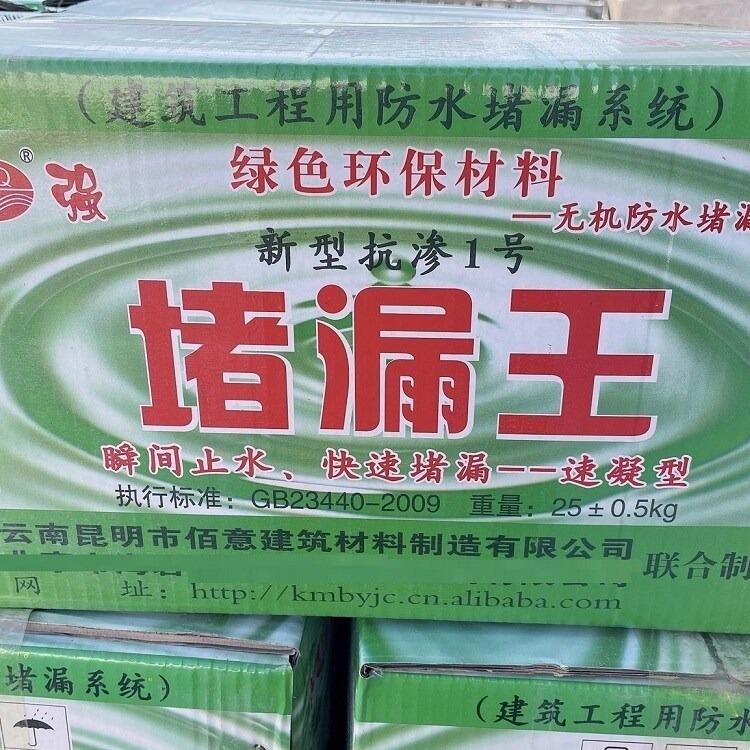 （建筑工程用防水堵漏系统）
® 强
绿色环保材料
—无机防水堵漏
新型抗渗1号
堵漏王
瞬间止水、快速堵漏——速凝型
执行标准：GB23440-2009 重量：25±0.5kg
云南昆明市佰意建筑材料制造有限公司
联合制
网 址：http://kmbyjc.cn.alibaba.com
堵漏系统）
（建筑工程用防水